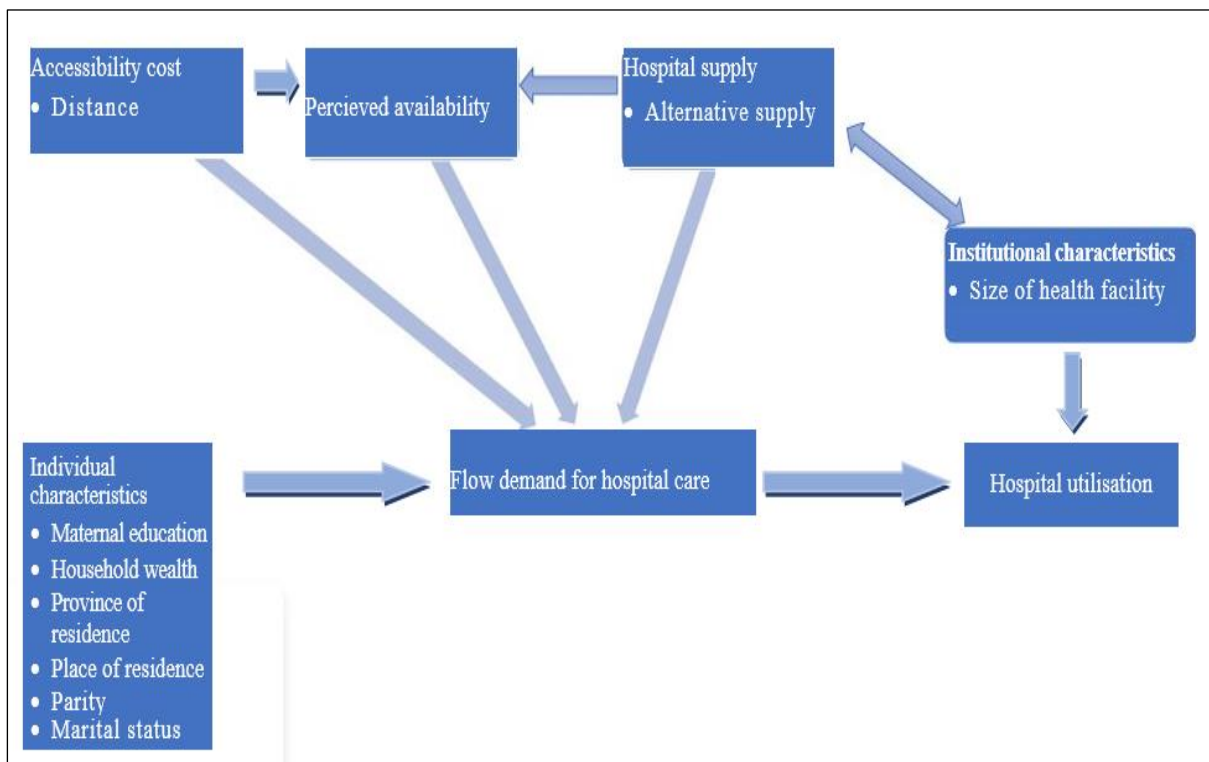 Accessibility cost
• Distance
Percieved availability
Hospital supply
• Alternative supply
Institutional characteristics
• Size of health facility
Individual
characteristics
• Maternal education
• Household wealth
• Province of
residence
• Place of residence
• Parity
• Marital status
Flow demand for hospital care
Hospital utilisation